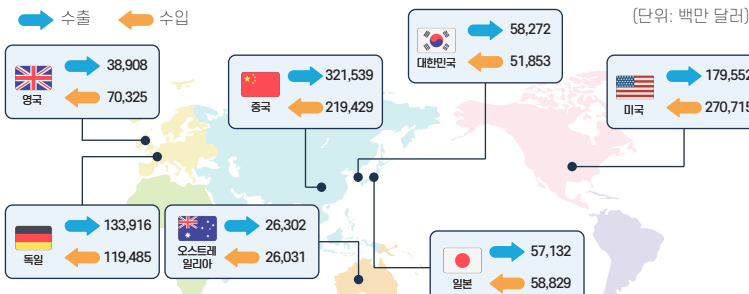 수출 수입
(단위: 백만 달러)
영국
38,908
70,325
중국
321,539
219,429
대한민국
58,272
51,853
미국
179,552
270,715
독일
133,916
119,485
오스트레
일리아
26,302
26,031
일본
57,132
58,829